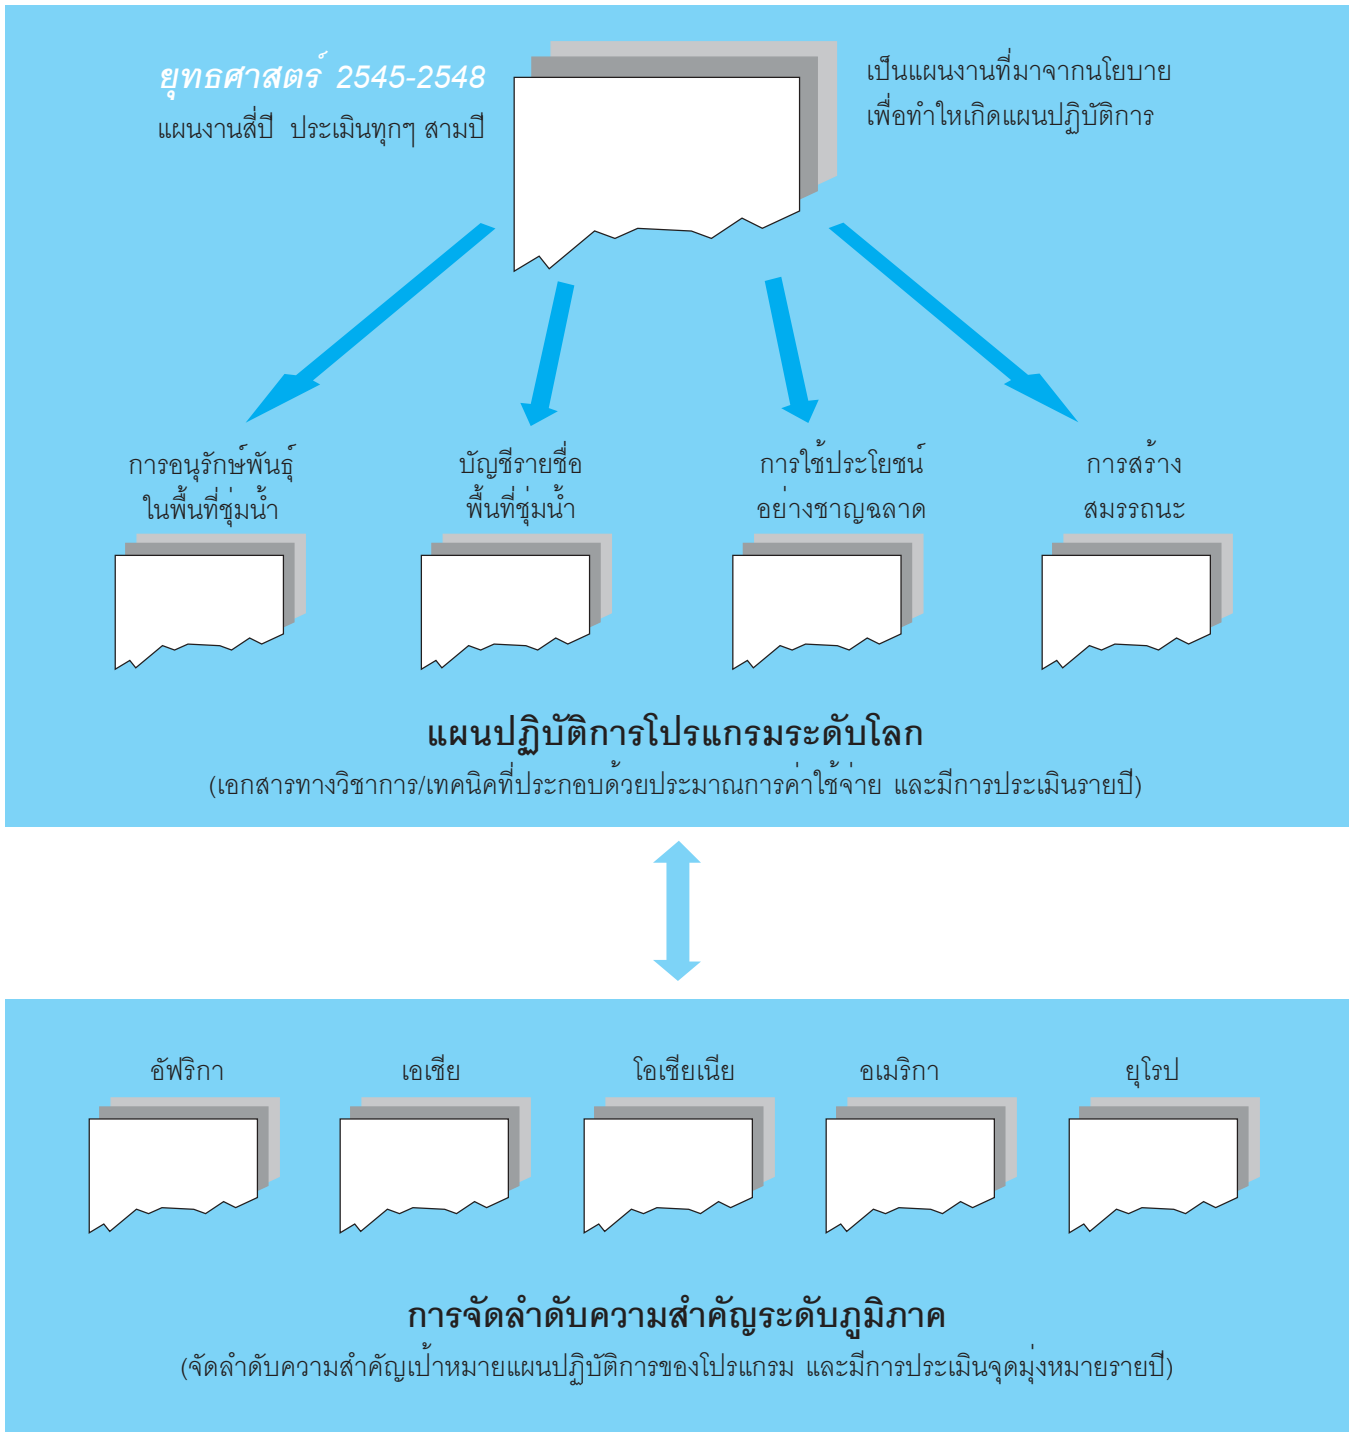 ยุทธศาสตร์ 2545-2548
แผนงานสี่ปี ประเมินทุกๆ สามปี
เป็นแผนงานที่มาจากนโยบาย
เพื่อทำใหเกิดแผนปฏิบัติการ
การอนุรักษ์พันธุ์
ในพื้นที่ชุ่มน้ำ
บัญชีรายชื่อ
พื้นที่ชุ่มน้ำ
การใช้ประโยชน์
อย่างชาญฉลาด
การสร้าง
สมรรถนะ
แผนปฏิบัติการโปรแกรมระดับโลก
(เอกสารทางวิชาการ/เทคนิคที่ประกอบด้วยประมาณการค่าใช้จ่าย และมีการประเมินรายปี)
อัฟริกา
เอเชีย
โอเชียเนีย
อเมริกา
ยุโรป
การจัดลำดับความสำคัญระดับภูมิภาค
(จัดลำดับความสำคัญเป้าหมายแผนปฏิบัติการของโปรแกรม และมีการประเมินจุดมุ่งหมายรายปี)